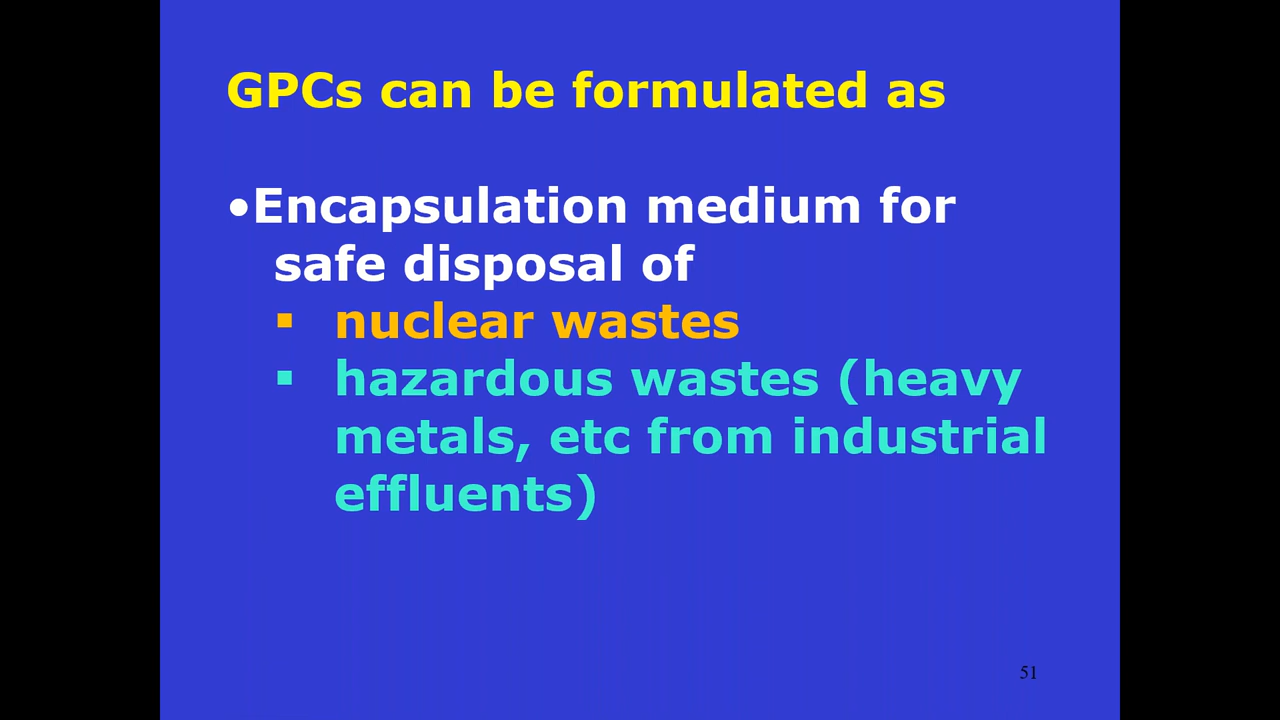 GPCs can be formulated as
•Encapsulation medium for
safe disposal of
▪ nuclear wastes
▪ hazardous wastes (heavy
metals, etc from industrial
effluents)
51